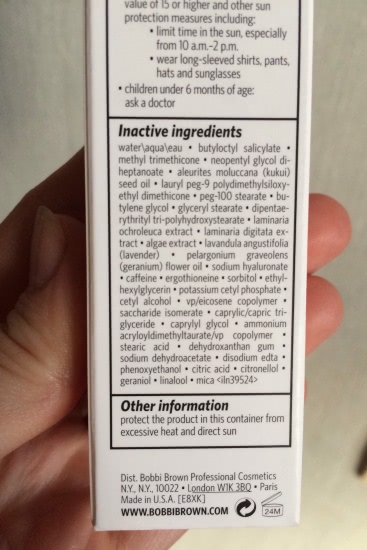 value of 15 or higher and other sun
protection measures including:
• limit time in the sun, especially
from 10 a.m.-2 p.m.
• wear long-sleeved shirts, pants,
hats and sunglasses
• children under 6 months of age:
ask a doctor
Inactive ingredients
water\aqua\eau • butyloctyl salicylate •
methyl trimethicone • neopentyl glycol di-
heptanoate • aleurites moluccana (kukui)
seed oil • lauryl peg-9 polydimethylsiloxy-
ethyl dimethicone • peg-100 stearate • bu-
tylene glycol • glyceryl stearate • dipentae-
rythrityl tri-polyhydroxystearate • laminaria
ochroleuca extract • laminaria digitata ex-
tract • algae extract • lavandula angustifolia
(lavender) • pelargonium graveolens
(geranium) flower oil • sodium hyaluronate
• caffeine • ergothioneine • sorbitol • ethyl-
hexylglycerin • potassium cetyl phosphate •
cetyl alcohol • vp/eicosene copolymer •
saccharide isomerate • caprylic/capric tri-
glyceride • caprylyl glycol • ammonium
acryloyldimethyltaurate/vp copolymer •
stearic acid • dehydroxanthan gum •
sodium dehydroacetate • disodium edta •
phenoxyethanol • citric acid • citronellol •
geraniol • linalool • mica <iln39524>
Other information
protect the product in this container from
excessive heat and direct sun
Dist. Bobbi Brown Professional Cosmetics
N.Y., N.Y., 10022 • London W1K 3BQ • Paris
Made in U.S.A. [E8XK]
WWW.BOBBIBROWN.COM
24M